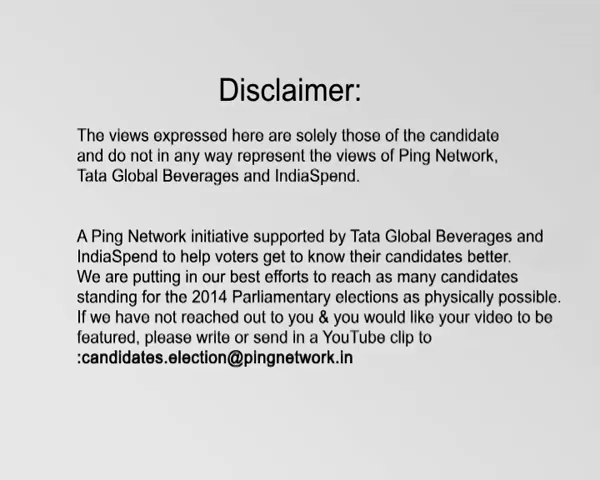 Disclaimer:
The views expressed here are solely those of the candidate
and do not in any way represent the views of Ping Network,
Tata Global Beverages and IndiaSpend.
A Ping Network initiative supported by Tata Global Beverages and
IndiaSpend to help voters get to know their candidates better.
We are putting in our best efforts to reach as many candidates
standing for the 2014 Parliamentary elections as physically possible.
If we have not reached out to you & you would like your video to be
featured, please write or send in a YouTube clip to
:candidates.election@pingnetwork.in